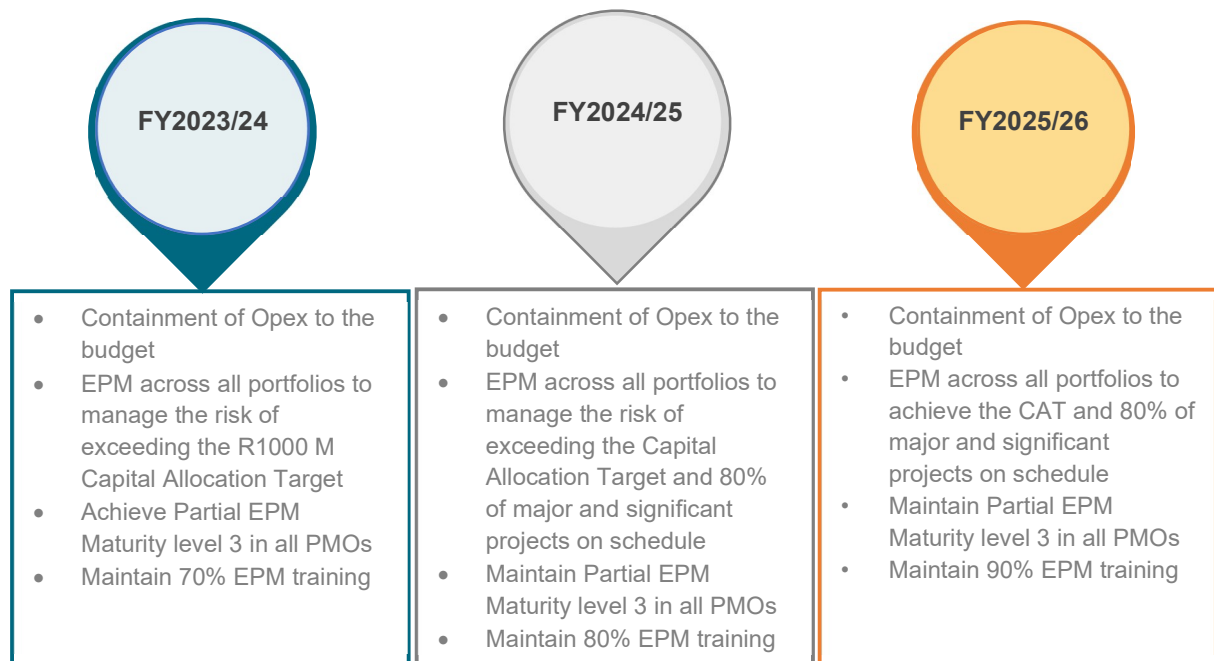 FY2023/24
• Containment of Opex to the
budget
• EPM across all portfolios to
manage the risk of
exceeding the R1000 M
Capital Allocation Target
• Achieve Partial EPM
Maturity level 3 in all PMOs
• Maintain 70% EPM training
FY2024/25
• Containment of Opex to the
budget
• EPM across all portfolios to
manage the risk of
exceeding the Capital
Allocation Target and 80%
of major and significant
projects on schedule
• Maintain Partial EPM
Maturity level 3 in all PMOs
• Maintain 80% EPM training
FY2025/26
• Containment of Opex to the
budget
• EPM across all portfolios to
achieve the CAT and 80% of
major and significant
projects on schedule
• Maintain Partial EPM
Maturity level 3 in all PMOs
• Maintain 90% EPM training